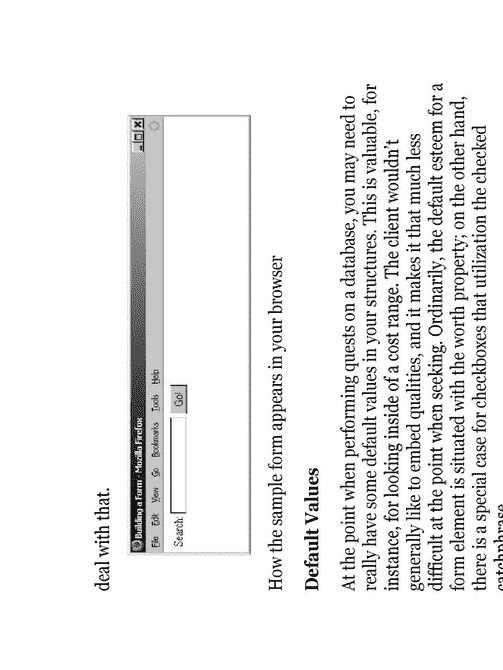 deal with that.
Building a Form - Mozilla Firefox
File Edit View Go Bookmarks Tools Help
Search: Go!
How the sample form appears in your browser
Default Values
At the point when performing quests on a database, you may need to
really have some default values in your structures. This is valuable, for
instance, for looking inside of a cost range. The client wouldn't
generally like to embed qualities, and it makes it that much less
difficult at the point when seeking. Ordinarily, the default esteem for a
form element is situated with the worth property; on the other hand,
there is a special case for checkboxes that utilization the checked
catchphrase